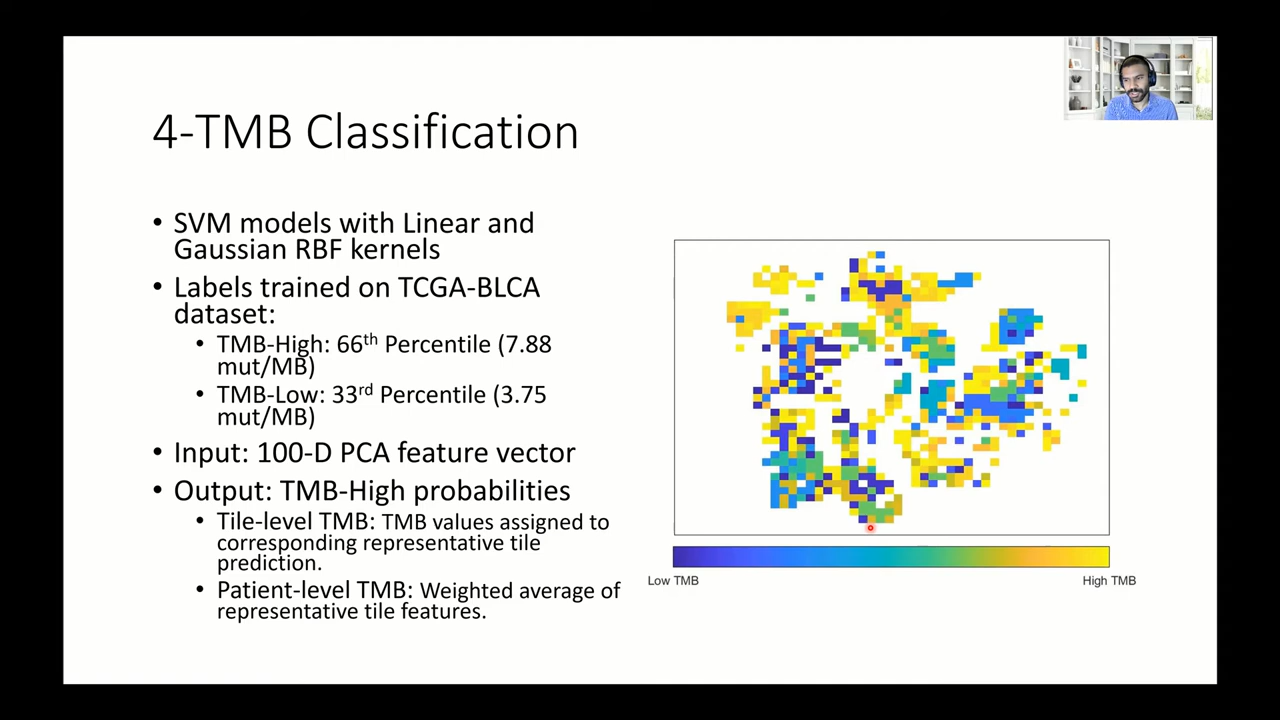 4-TMB Classification
• SVM models with Linear and
Gaussian RBF kernels
• Labels trained on TCGA-BLCA
dataset:
• TMB-High: 66th Percentile (7.88
mut/MB)
• TMB-Low: 33rd Percentile (3.75
mut/MB)
• Input: 100-D PCA feature vector
• Output: TMB-High probabilities
• Tile-level TMB: TMB values assigned to
corresponding representative tile
prediction.
• Patient-level TMB: Weighted average of
representative tile features.
Low TMB
High TMB